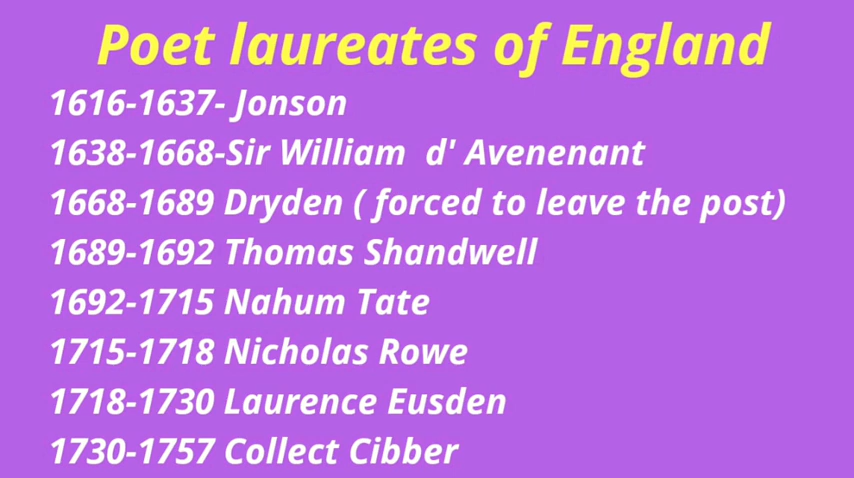 Poet laureates of England
1616-1637- Jonson
1638-1668-Sir William d' Avenenant
1668-1689 Dryden ( forced to leave the post)
1689-1692 Thomas Shandwell
1692-1715 Nahum Tate
1715-1718 Nicholas Rowe
1718-1730 Laurence Eusden
1730-1757 Collect Cibber